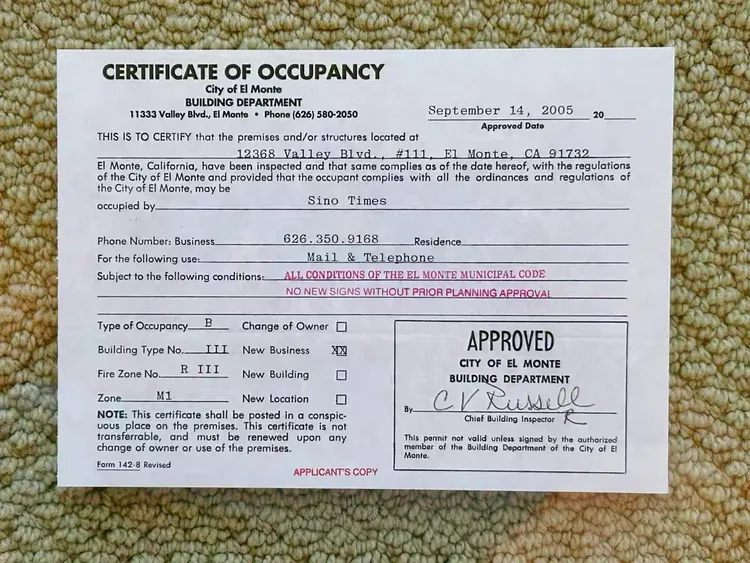 CERTIFICATE OF OCCUPANCY
City of El Monte
BUILDING DEPARTMENT
11333 Valley Blvd., El Monte • Phone (626) 580-2050
September 14, 2005 20
Approved Date
THIS IS TO CERTIFY that the premises and/or structures located at
12368 Valley Blvd., #111, El Monte, CA 91732
El Monte, California, have been inspected and that same complies as of the date hereof, with the regulations
of the City of El Monte and provided that the occupant complies with all the ordinances and regulations of
the City of El Monte, may be
occupied by Sino Times
Phone Number: Business 626.350.9168 Residence
For the following use: Mail & Telephone
Subject to the following conditions: ALL CONDITIONS OF THE EL MONTE MUNICIPAL CODE
NO NEW SIGNS WITHOUT PRIOR PLANNING APPROVAL
Type of Occupancy B Change of Owner
Building Type No. III New Business XX
Fire Zone No. R III New Building
Zone M1 New Location
NOTE: This certificate shall be posted in a conspic-
uous place on the premises. This certificate is not
transferrable, and must be renewed upon any
change of owner or use of the premises.
Form 142-8 Revised
APPLICANT'S COPY
APPROVED
CITY OF EL MONTE
BUILDING DEPARTMENT
By CV Russell
Chief Building Inspector R
This permit not valid unless signed by the authorized
member of the Building Department of the City of El
Monte.